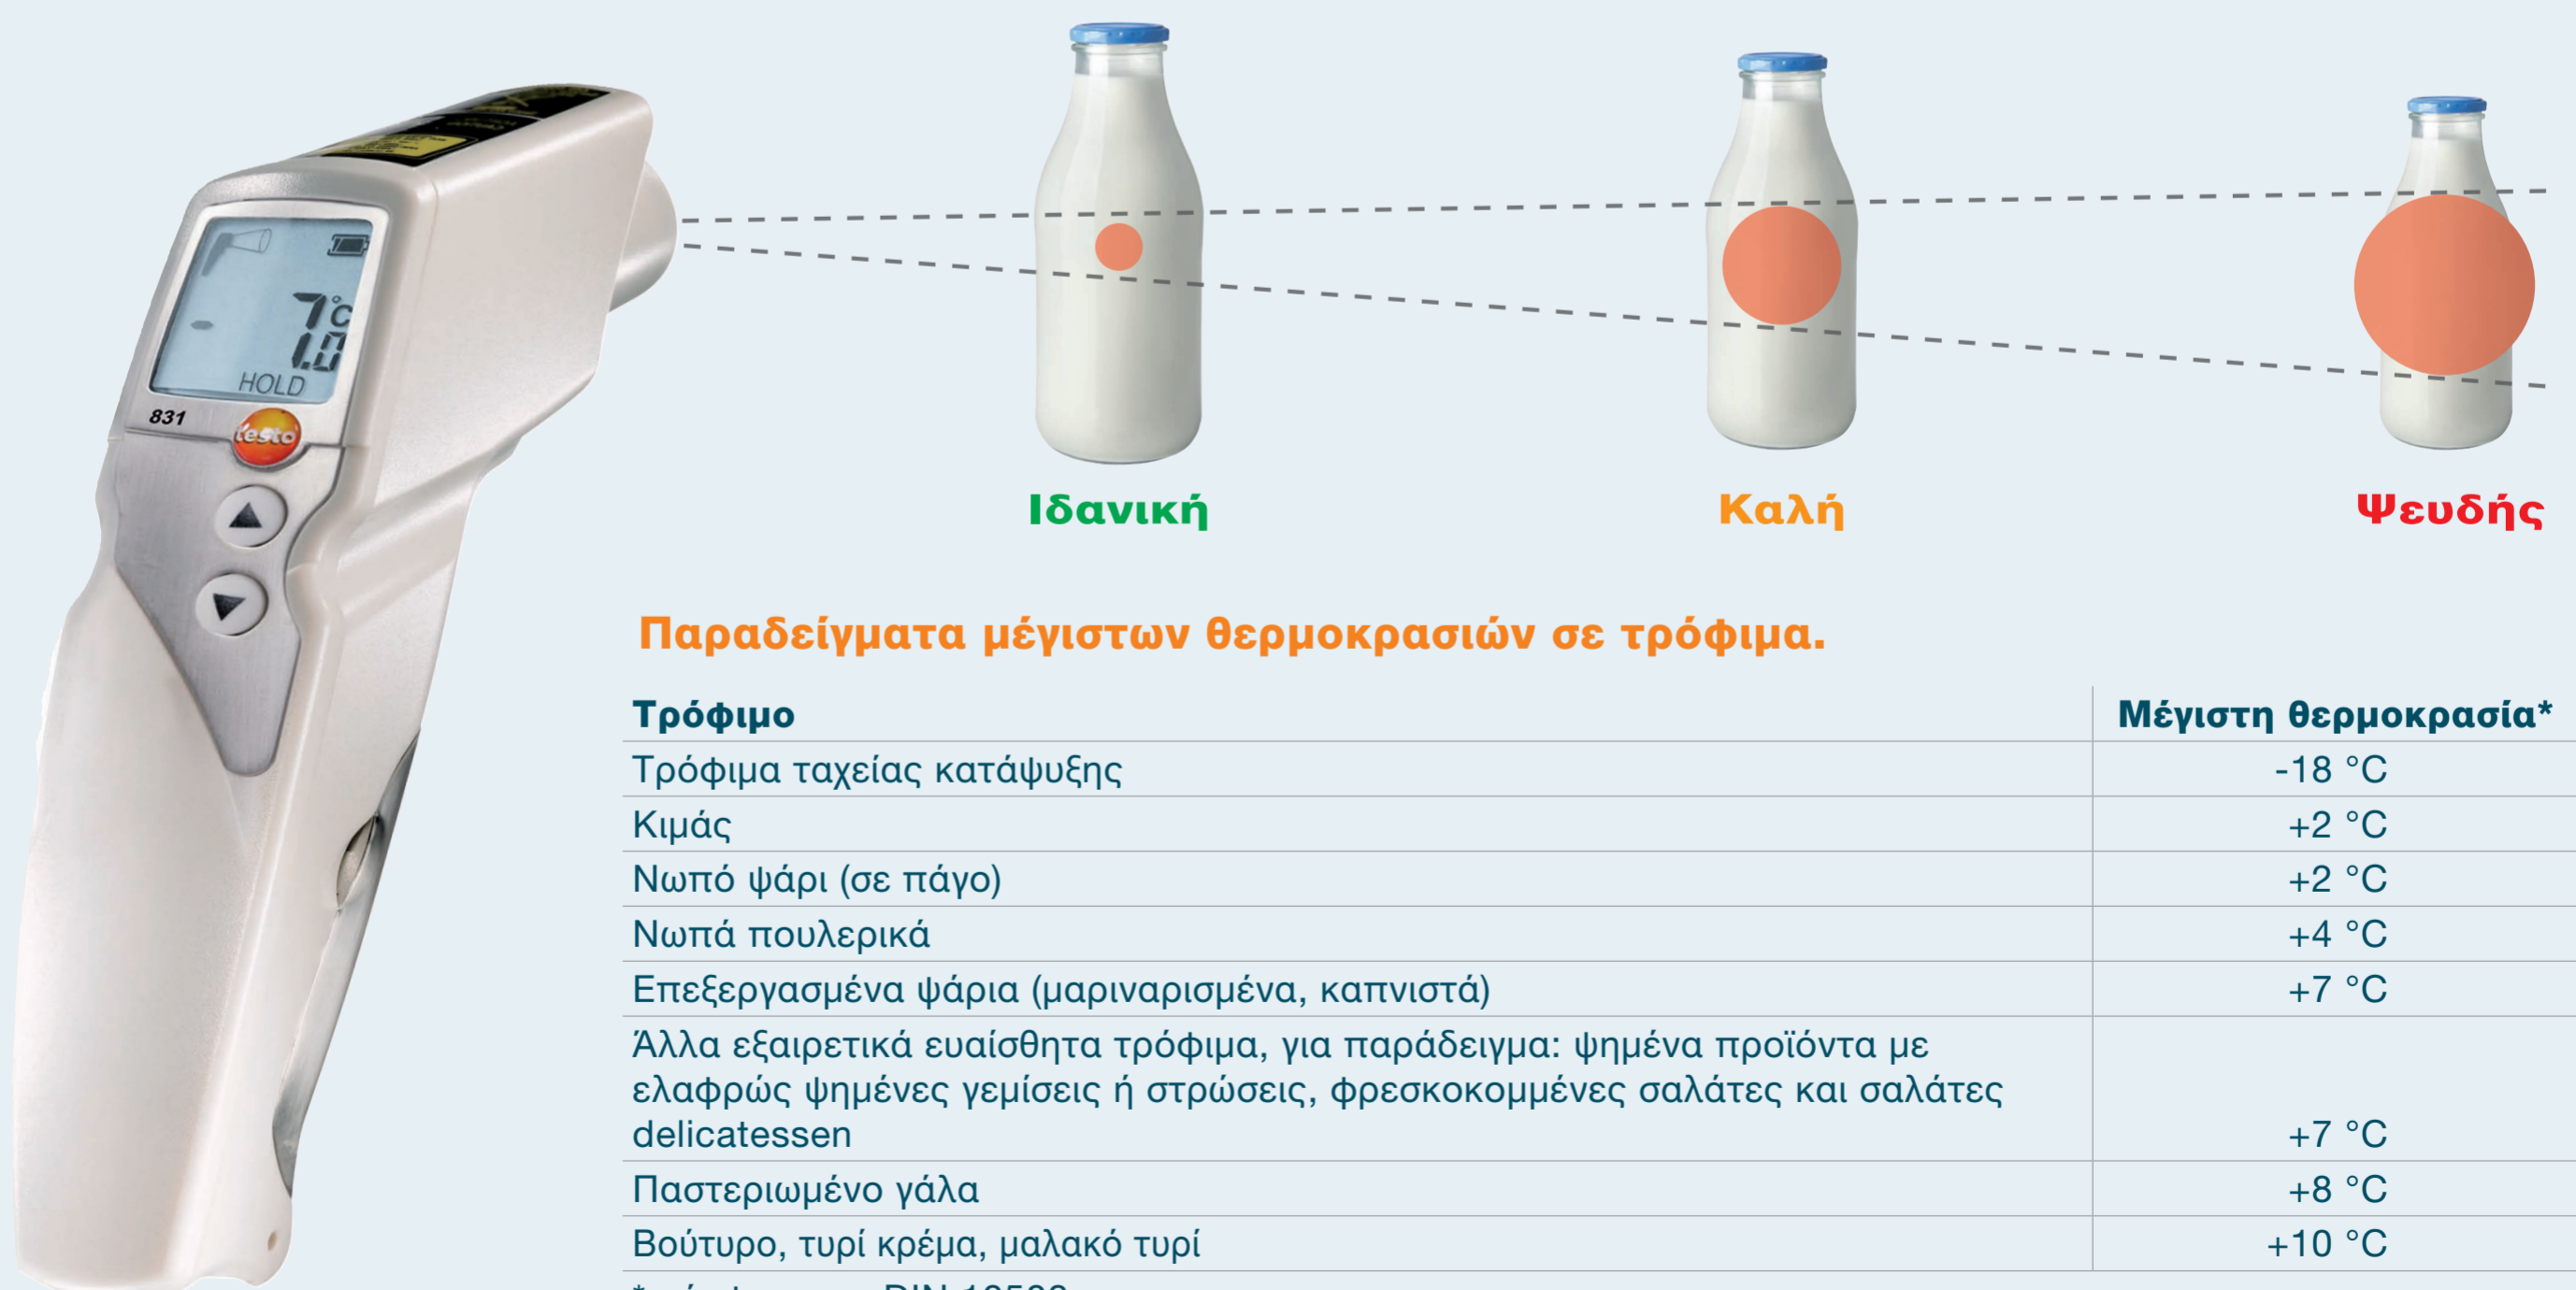 7°C
1.0
HOLD
831
testo
Ιδανική
Καλή
Ψευδής
Παραδείγματα μέγιστων θερμοκρασιών σε τρόφιμα.
Τρόφιμο Μέγιστη θερμοκρασία*
Τρόφιμα ταχείας κατάψυξης -18 °C
Κιμάς +2 °C
Νωπό ψάρι (σε πάγο) +2 °C
Νωπά πουλερικά +4 °C
Επεξεργασμένα ψάρια (μαριναρισμένα, καπνιστά) +7 °C
Άλλα εξαιρετικά ευαίσθητα τρόφιμα, για παράδειγμα: ψημένα προϊόντα με
ελαφρώς ψημένες γεμίσεις ή στρώσεις, φρεσκοκομμένες σαλάτες και σαλάτες
delicatessen +7 °C
Παστεριωμένο γάλα +8 °C
Βούτυρο, τυρί κρέμα, μαλακό τυρί +10 °C